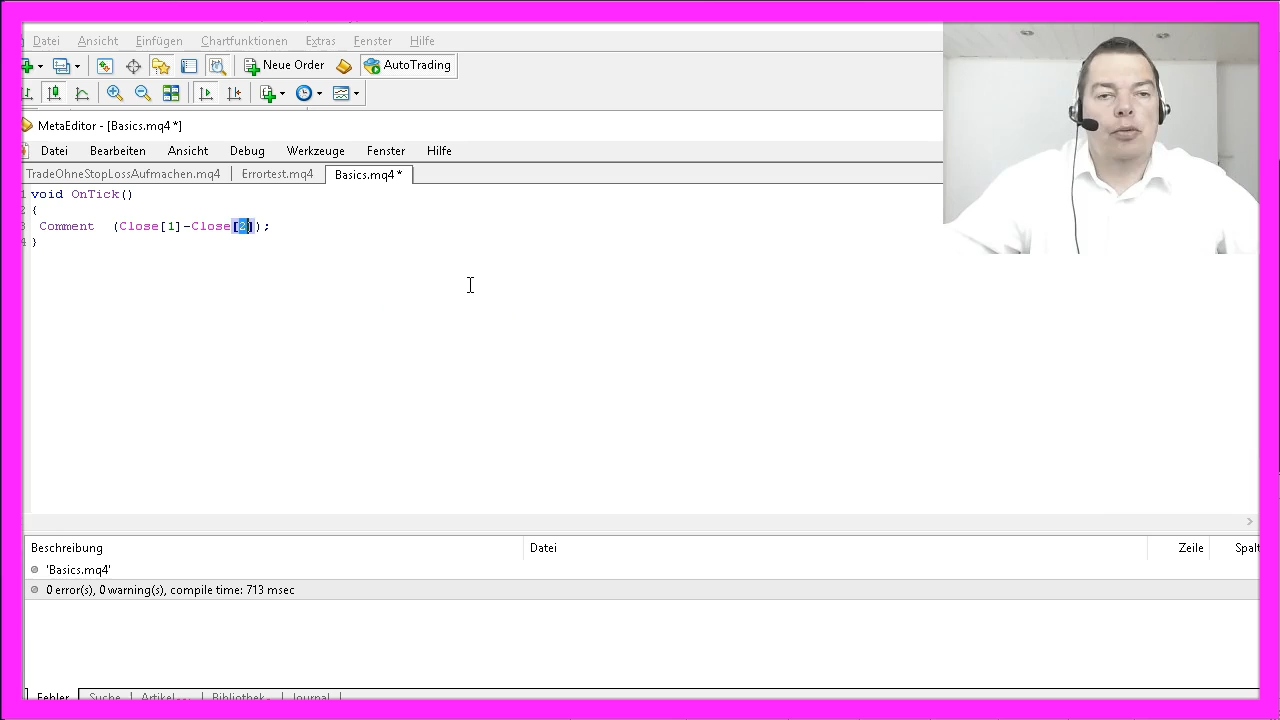 Datei Ansicht Einfügen Chartfunktionen Extras Fenster Hilfe
Neue Order AutoTrading
MetaEditor - [Basics.mq4 *]
Datei Bearbeiten Ansicht Debug Werkzeuge Fenster Hilfe
TradeOhneStopLossAufmachen.mq4 Errortest.mq4 Basics.mq4 *
1 void OnTick()
2 {
3 Comment (Close[1]-Close[2]);
4 }
Beschreibung Datei Zeile Spalt
'Basics.mq4'
0 error(s), 0 warning(s), compile time: 713 msec
Fehler Suche Artikel Bibliothek Journal